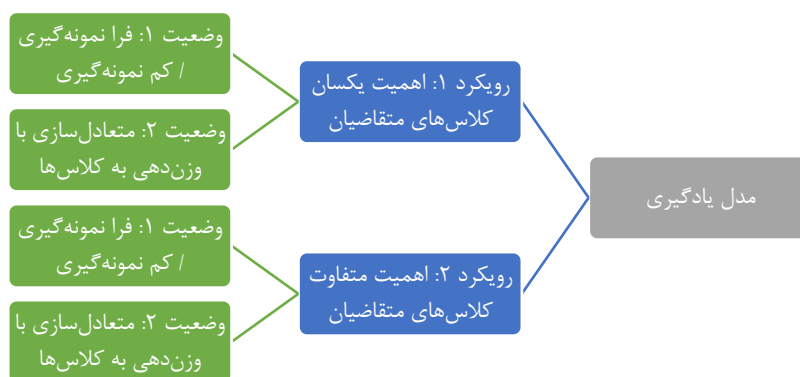 مدل یادگیری
رویکرد ۱: اهمیت یکسان
کلاس‌های متقاضیان
وضعیت ۱: فرا نمونه‌گیری
/ کم نمونه‌گیری
وضعیت ۲: متعادل‌سازی با
وزن‌دهی به کلاس‌ها
رویکرد ۲: اهمیت متفاوت
کلاس‌های متقاضیان
وضعیت ۱: فرا نمونه‌گیری
/ کم نمونه‌گیری
وضعیت ۲: متعادل‌سازی با
وزن‌دهی به کلاس‌ها